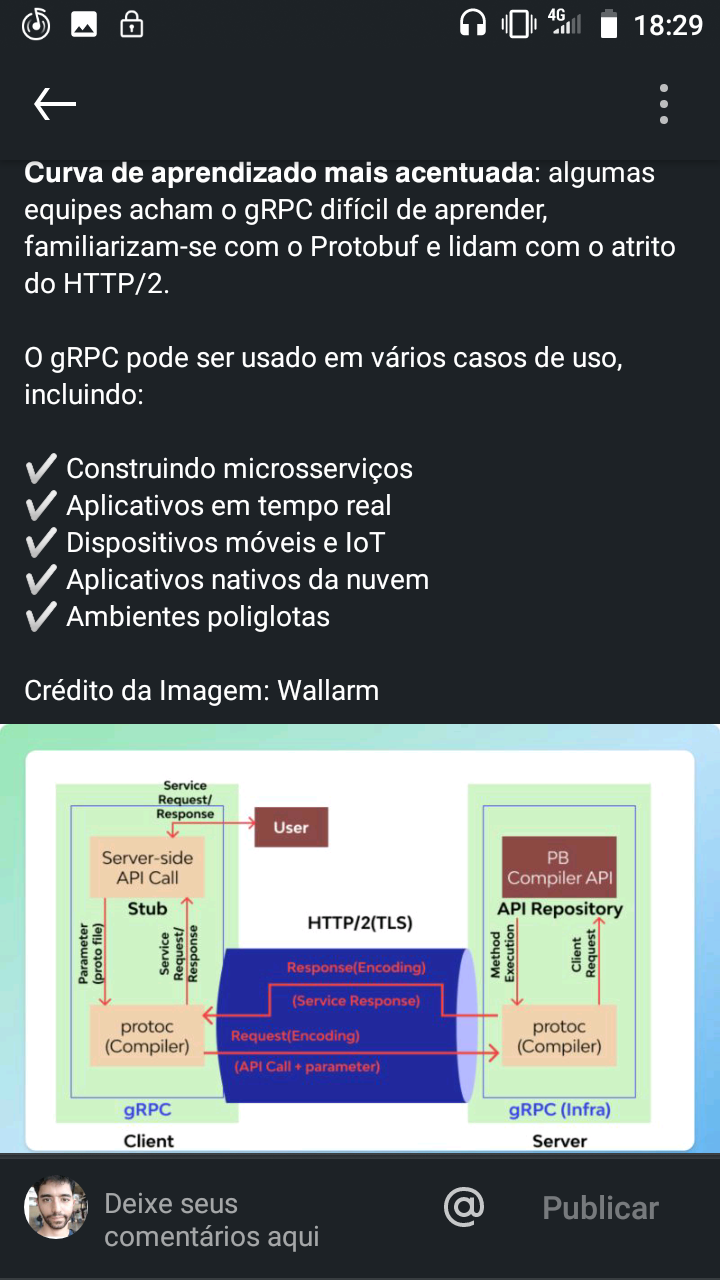 4G
18:29
Curva de aprendizado mais acentuada: algumas
equipes acham o gRPC difícil de aprender,
familiarizam-se com o Protobuf e lidam com o atrito
do HTTP/2.
O gRPC pode ser usado em vários casos de uso,
incluindo:
✔ Construindo microsserviços
✔ Aplicativos em tempo real
✔ Dispositivos móveis e IoT
✔ Aplicativos nativos da nuvem
✔ Ambientes poliglotas
Crédito da Imagem: Wallarm
Service
Request/
Response
User
Server-side
API Call
Stub
Parameter
(proto file)
Service
Request/
Response
protoc
(Compiler)
gRPC
Client
HTTP/2(TLS)
Response(Encoding)
(Service Response)
Request(Encoding)
(API Call + parameter)
PB
Compiler API
API Repository
Method
Execution
Client
Request
protoc
(Compiler)
gRPC (Infra)
Server
Deixe seus
comentários aqui
@
Publicar